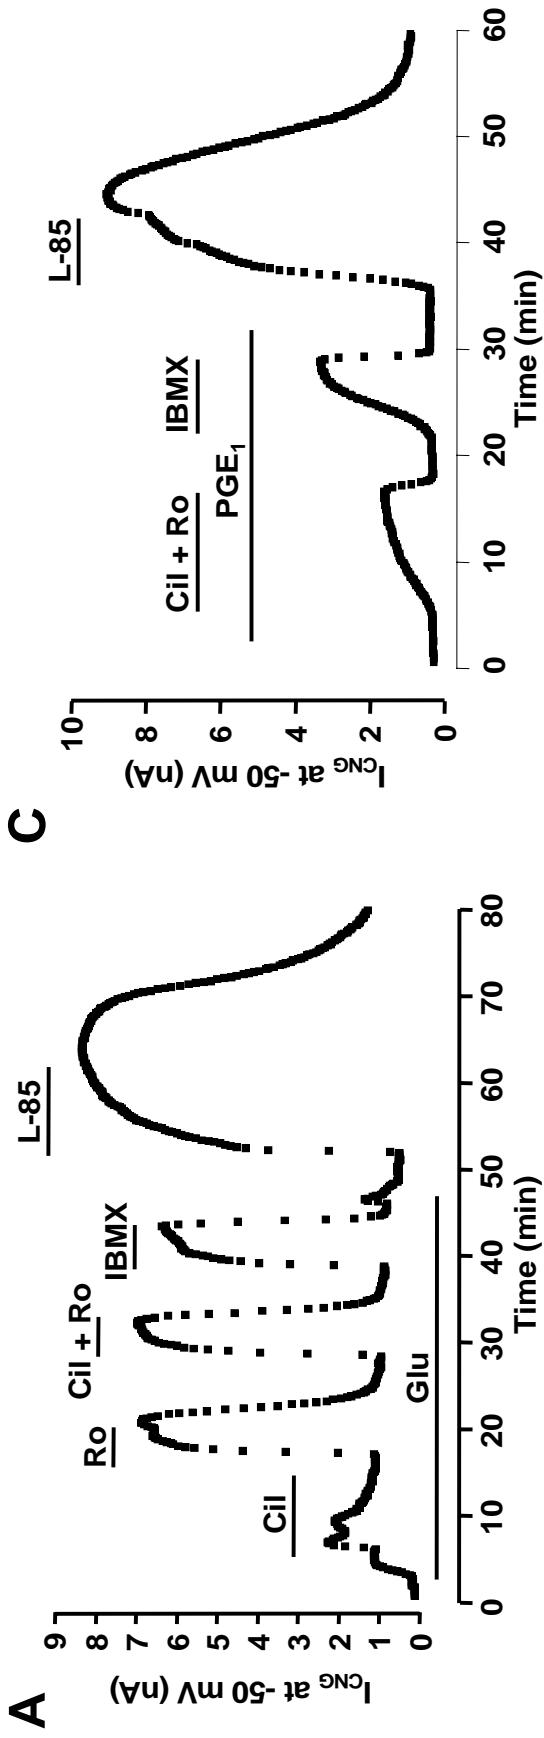 A
I_CNG at -50 mV (nA)
9
8
7
6
5
4
3
2
1
0
L-85
IBMX
Cil + Ro
Ro
Cil
Glu
0 10 20 30 40 50 60 70 80
Time (min)
C
I_CNG at -50 mV (nA)
10
8
6
4
2
0
L-85
Cil + Ro IBMX
PGE₁
0 10 20 30 40 50 60
Time (min)